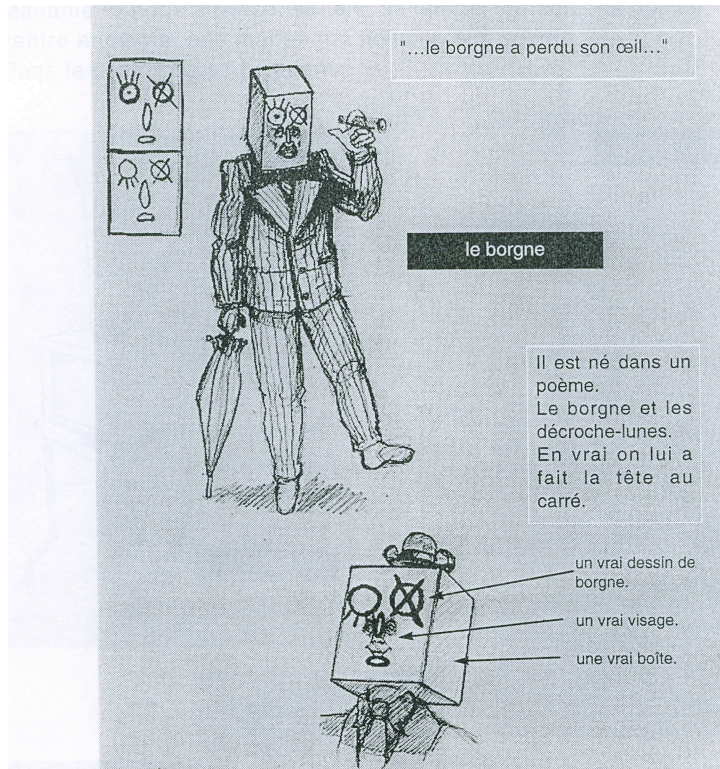 "...le borgne a perdu son œil..."
le borgne
Il est né dans un
poème.
Le borgne et les
décroche-lunes.
En vrai on lui a
fait la tête au
carré.
un vrai dessin de
borgne.
un vrai visage.
une vrai boîte.